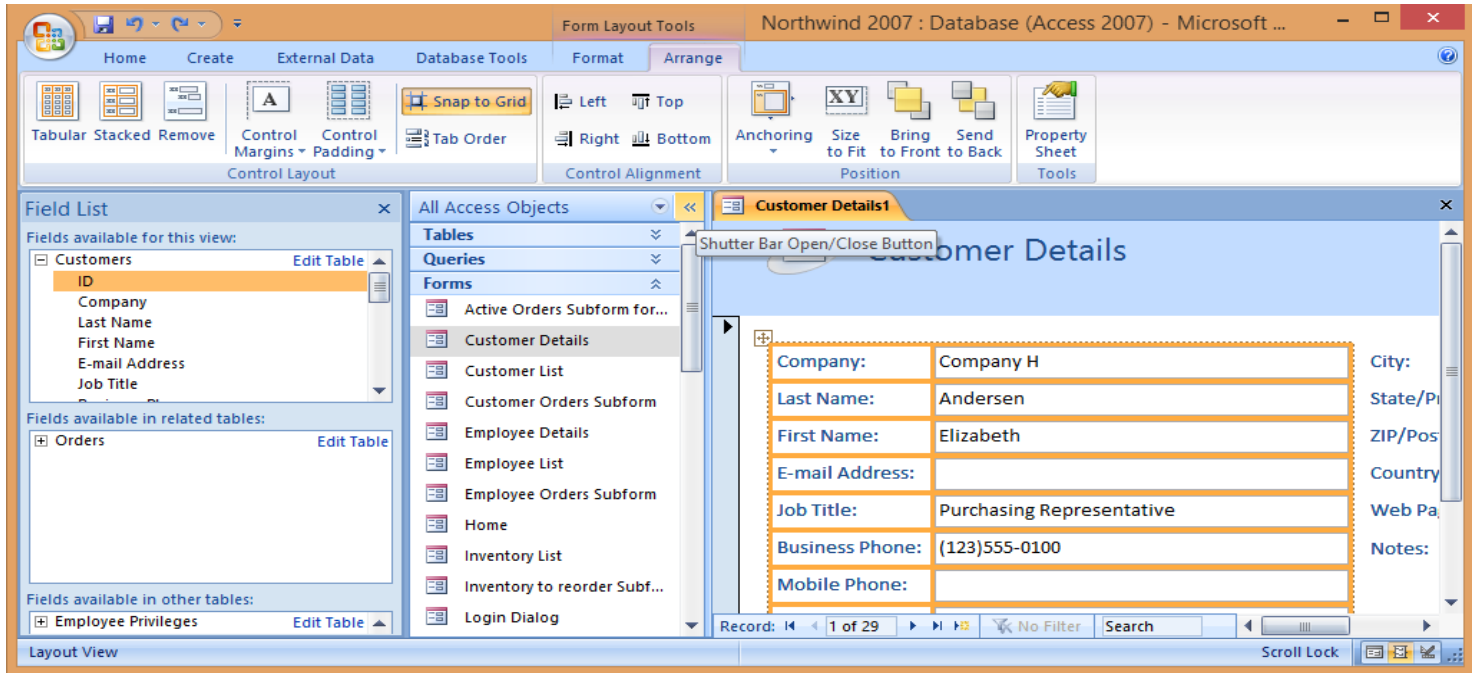 Form Layout Tools
Northwind 2007 : Database (Access 2007) - Microsoft ...
Home Create External Data Database Tools Format Arrange
Tabular Stacked Remove
Control Margins
Control Padding
Control Layout
Snap to Grid
Tab Order
Left Top
Right Bottom
Control Alignment
Anchoring
Size to Fit
Bring to Front
Send to Back
Position
Property Sheet
Tools
Field List
Fields available for this view:
Customers Edit Table
ID
Company
Last Name
First Name
E-mail Address
Job Title
Fields available in related tables:
Orders Edit Table
Fields available in other tables:
Employee Privileges Edit Table
All Access Objects
Tables
Queries
Forms
Active Orders Subform for...
Customer Details
Customer List
Customer Orders Subform
Employee Details
Employee List
Employee Orders Subform
Home
Inventory List
Inventory to reorder Subf...
Login Dialog
Customer Details1
Shutter Bar Open/Close Button
Customer Details
Company: Company H City:
Last Name: Andersen State/P
First Name: Elizabeth ZIP/Pos
E-mail Address: Country
Job Title: Purchasing Representative Web Pa
Business Phone: (123)555-0100 Notes:
Mobile Phone:
Record: 1 of 29 No Filter Search
Layout View Scroll Lock